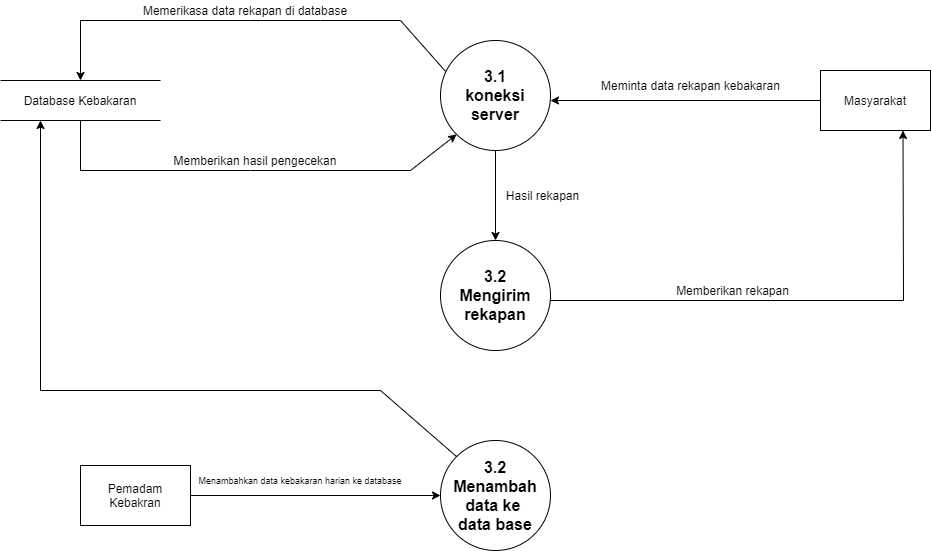 Memerikasa data rekapan di database
3.1
koneksi
server
Meminta data rekapan kebakaran
Masyarakat
Database Kebakaran
Memberikan hasil pengecekan
Hasil rekapan
3.2
Mengirim
rekapan
Memberikan rekapan
3.2
Menambah
data ke
data base
Menambahkan data kebakaran harian ke database
Pemadam
Kebakran